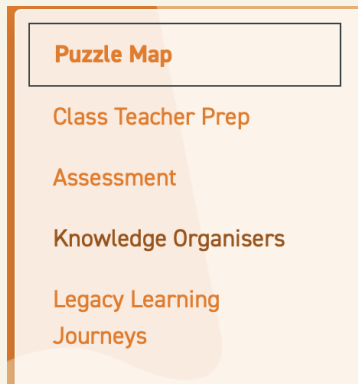 Puzzle Map
Class Teacher Prep
Assessment
Knowledge Organisers
Legacy Learning
Journeys